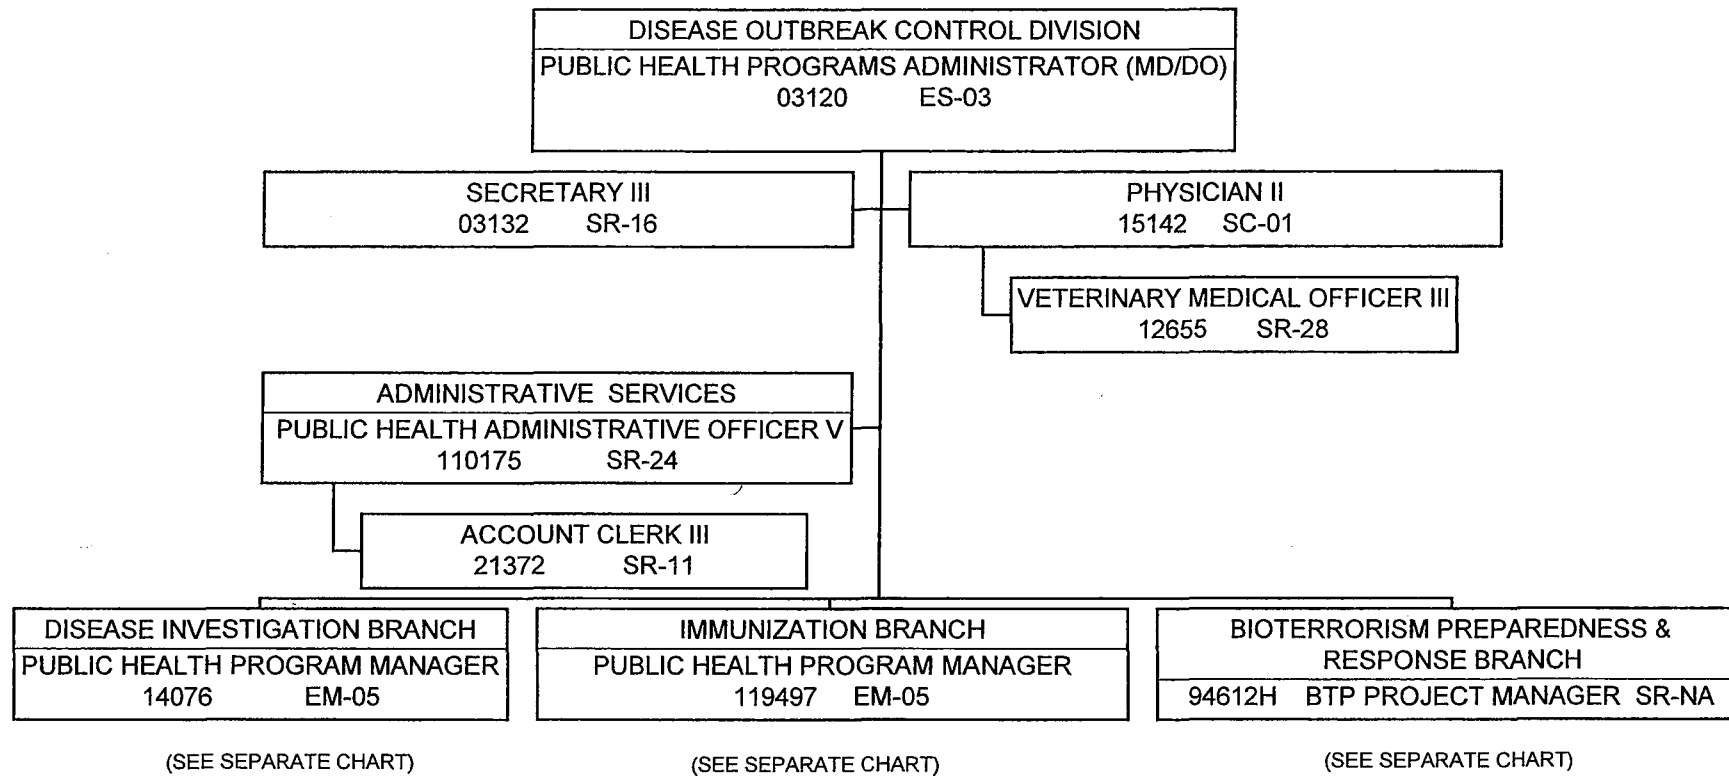 DISEASE OUTBREAK CONTROL DIVISION
PUBLIC HEALTH PROGRAMS ADMINISTRATOR (MD/DO)
03120 ES-03
SECRETARY III
03132 SR-16
PHYSICIAN II
15142 SC-01
VETERINARY MEDICAL OFFICER III
12655 SR-28
ADMINISTRATIVE SERVICES
PUBLIC HEALTH ADMINISTRATIVE OFFICER V
110175 SR-24
ACCOUNT CLERK III
21372 SR-11
DISEASE INVESTIGATION BRANCH
PUBLIC HEALTH PROGRAM MANAGER
14076 EM-05
(SEE SEPARATE CHART)
IMMUNIZATION BRANCH
PUBLIC HEALTH PROGRAM MANAGER
119497 EM-05
(SEE SEPARATE CHART)
BIOTERRORISM PREPAREDNESS &
RESPONSE BRANCH
94612H BTP PROJECT MANAGER SR-NA
(SEE SEPARATE CHART)